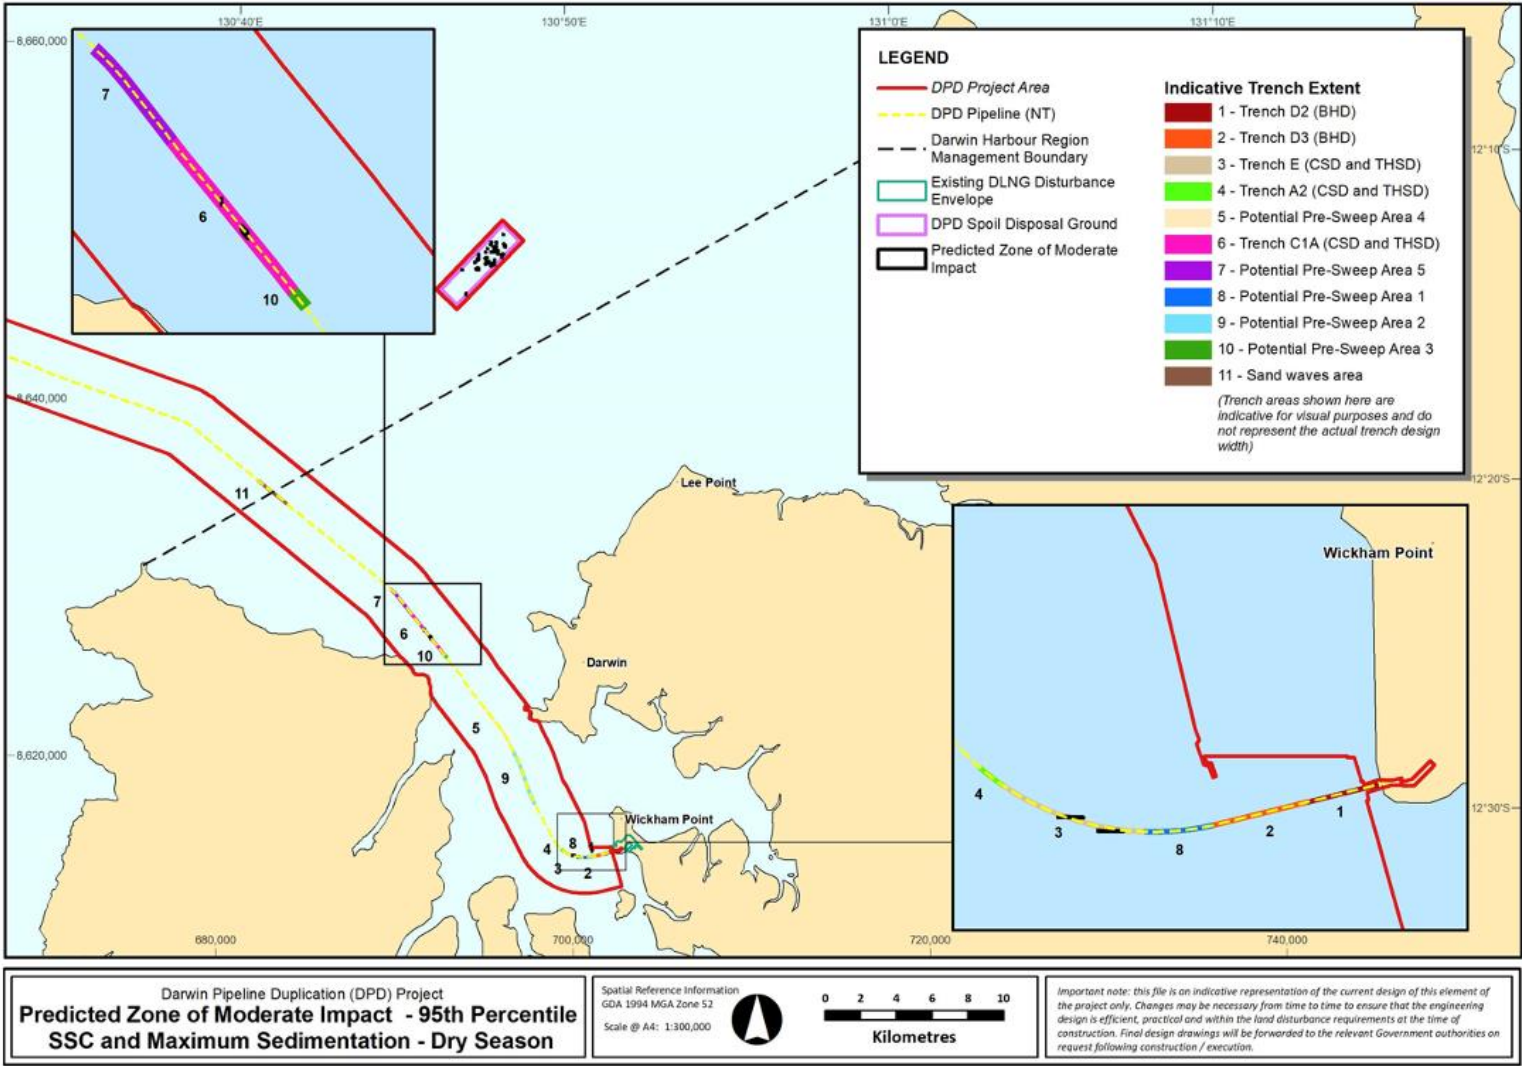 130°40'E
130°50'E
131°0'E
131°10'E
8,660,000
8,640,000
8,620,000
12°10'S
12°20'S
12°30'S
680,000
700,000
720,000
740,000
7
6
10
LEGEND
DPD Project Area
DPD Pipeline (NT)
Darwin Harbour Region
Management Boundary
Existing DLNG Disturbance
Envelope
DPD Spoil Disposal Ground
Predicted Zone of Moderate
Impact
Indicative Trench Extent
1 - Trench D2 (BHD)
2 - Trench D3 (BHD)
3 - Trench E (CSD and THSD)
4 - Trench A2 (CSD and THSD)
5 - Potential Pre-Sweep Area 4
6 - Trench C1A (CSD and THSD)
7 - Potential Pre-Sweep Area 5
8 - Potential Pre-Sweep Area 1
9 - Potential Pre-Sweep Area 2
10 - Potential Pre-Sweep Area 3
11 - Sand waves area
(Trench areas shown here are
indicative for visual purposes and do
not represent the actual trench design
width)
11
Lee Point
7
6
10
Darwin
5
9
Wickham Point
4
8
1
3
2
Wickham Point
4
3
8
2
1
Darwin Pipeline Duplication (DPD) Project
Predicted Zone of Moderate Impact - 95th Percentile
SSC and Maximum Sedimentation - Dry Season
Spatial Reference Information
GDA 1994 MGA Zone 52
Scale @ A4: 1:300,000
0 2 4 6 8 10
Kilometres
Important note: this file is an indicative representation of the current design of this element of
the project only. Changes may be necessary from time to time to ensure that the engineering
design is efficient, practical and within the land disturbance requirements at the time of
construction. Final design drawings will be forwarded to the relevant Government authorities on
request following construction / execution.